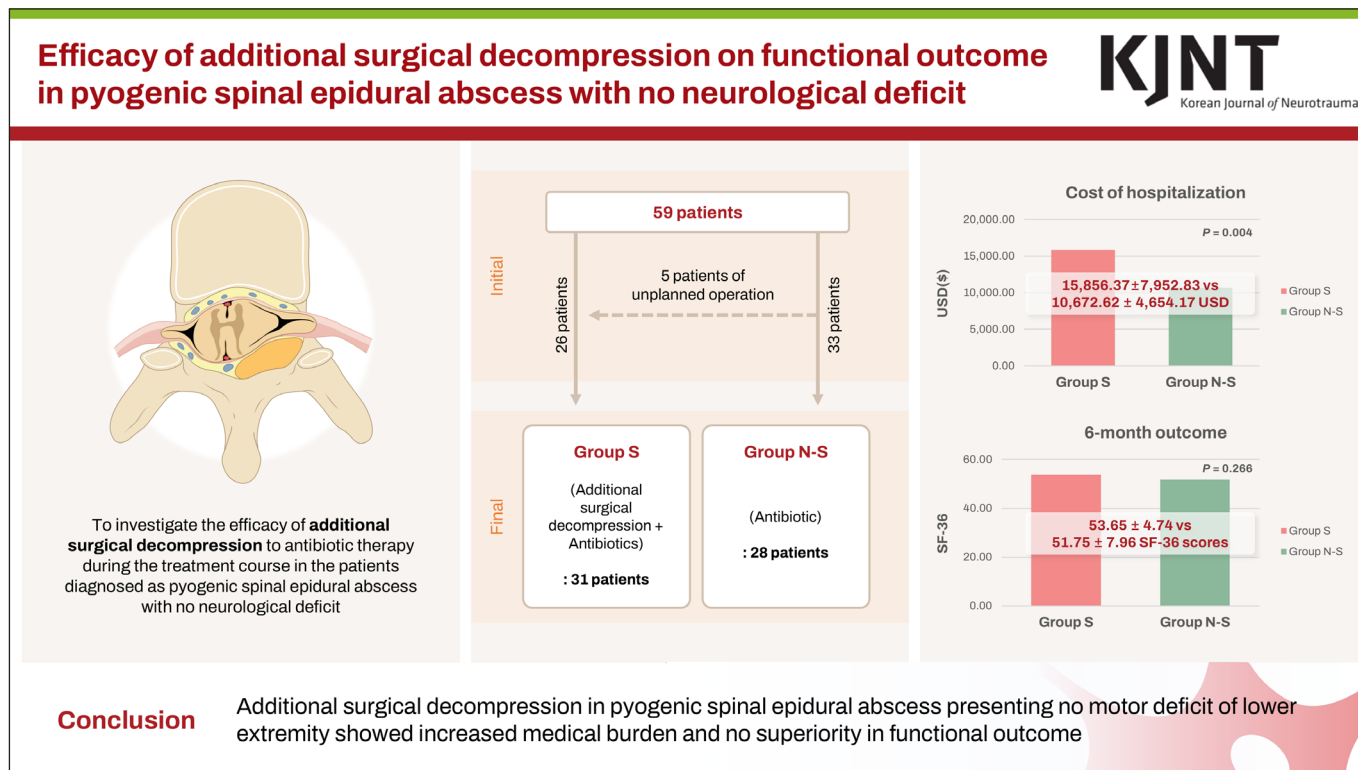 Efficacy of additional surgical decompression on functional outcome
in pyogenic spinal epidural abscess with no neurological deficit
KJNT
Korean Journal of Neurotrauma
To investigate the efficacy of additional
surgical decompression to antibiotic therapy
during the treatment course in the patients
diagnosed as pyogenic spinal epidural abscess
with no neurological deficit
Initial
59 patients
26 patients
5 patients of
unplanned operation
33 patients
Final
Group S
(Additional
surgical
decompression +
Antibiotics)
: 31 patients
Group N-S
(Antibiotic)
: 28 patients
Cost of hospitalization
USD($)
20,000.00
15,000.00
10,000.00
5,000.00
0.00
P = 0.004
15,856.37±7,952.83 vs
10,672.62 ± 4,654.17 USD
Group S
Group N-S
Group S
Group N-S
6-month outcome
SF-36
60.00
40.00
20.00
0.00
P = 0.266
53.65 ± 4.74 vs
51.75 ± 7.96 SF-36 scores
Group S
Group N-S
Group S
Group N-S
Conclusion
Additional surgical decompression in pyogenic spinal epidural abscess presenting no motor deficit of lower
extremity showed increased medical burden and no superiority in functional outcome